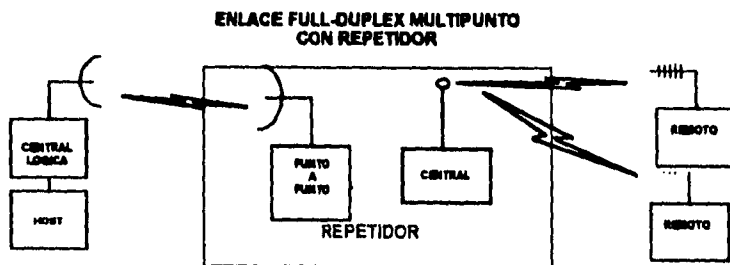 ENLACE FULL-DUPLEX MULTIPUNTO
CON REPETIDOR
CENTRAL
LOGICA
HOST
PUNTO
A
PUNTO
CENTRAL
REPETIDOR
REMOTO
REMOTO